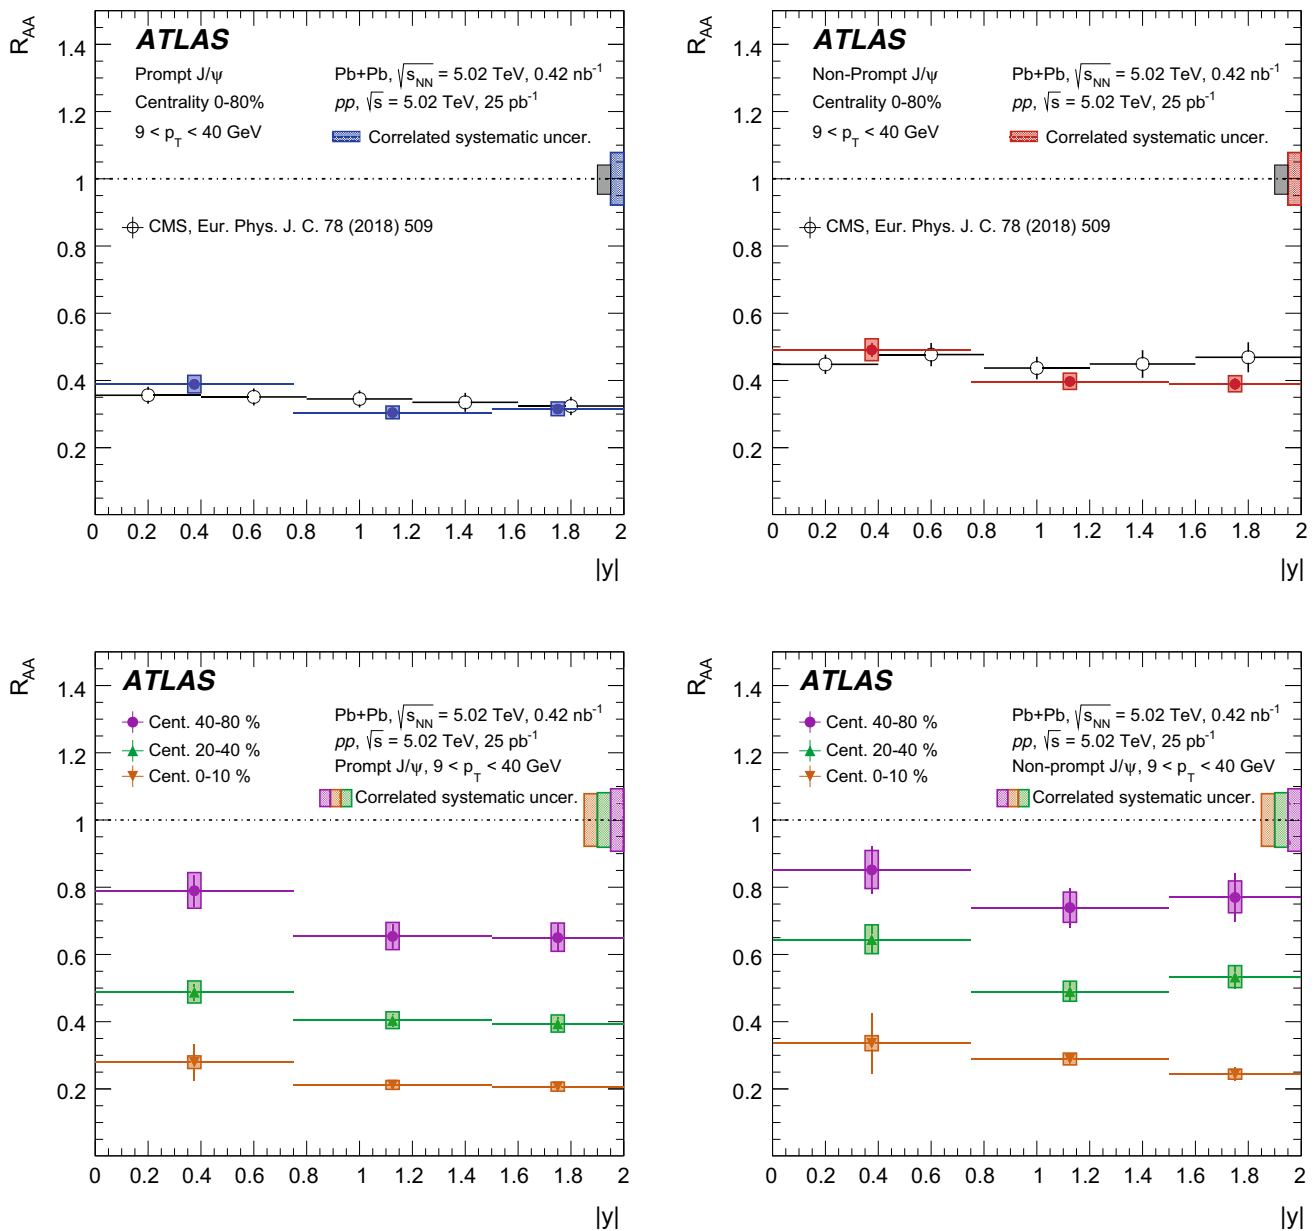 R_AA
1.4
1.2
1
0.8
0.6
0.4
0.2
ATLAS
Prompt J/ψ
Centrality 0-80%
9 < p_T < 40 GeV
Pb+Pb, √s_NN = 5.02 TeV, 0.42 nb⁻¹
pp, √s = 5.02 TeV, 25 pb⁻¹
Correlated systematic uncer.
CMS, Eur. Phys. J. C. 78 (2018) 509
0 0.2 0.4 0.6 0.8 1 1.2 1.4 1.6 1.8 2
|y|
R_AA
1.4
1.2
1
0.8
0.6
0.4
0.2
ATLAS
Non-Prompt J/ψ
Centrality 0-80%
9 < p_T < 40 GeV
Pb+Pb, √s_NN = 5.02 TeV, 0.42 nb⁻¹
pp, √s = 5.02 TeV, 25 pb⁻¹
Correlated systematic uncer.
CMS, Eur. Phys. J. C. 78 (2018) 509
0 0.2 0.4 0.6 0.8 1 1.2 1.4 1.6 1.8 2
|y|
R_AA
1.4
1.2
1
0.8
0.6
0.4
0.2
ATLAS
Cent. 40-80 %
Cent. 20-40 %
Cent. 0-10 %
Pb+Pb, √s_NN = 5.02 TeV, 0.42 nb⁻¹
pp, √s = 5.02 TeV, 25 pb⁻¹
Prompt J/ψ, 9 < p_T < 40 GeV
Correlated systematic uncer.
0 0.2 0.4 0.6 0.8 1 1.2 1.4 1.6 1.8 2
|y|
R_AA
1.4
1.2
1
0.8
0.6
0.4
0.2
ATLAS
Cent. 40-80 %
Cent. 20-40 %
Cent. 0-10 %
Pb+Pb, √s_NN = 5.02 TeV, 0.42 nb⁻¹
pp, √s = 5.02 TeV, 25 pb⁻¹
Non-prompt J/ψ, 9 < p_T < 40 GeV
Correlated systematic uncer.
0 0.2 0.4 0.6 0.8 1 1.2 1.4 1.6 1.8 2
|y|